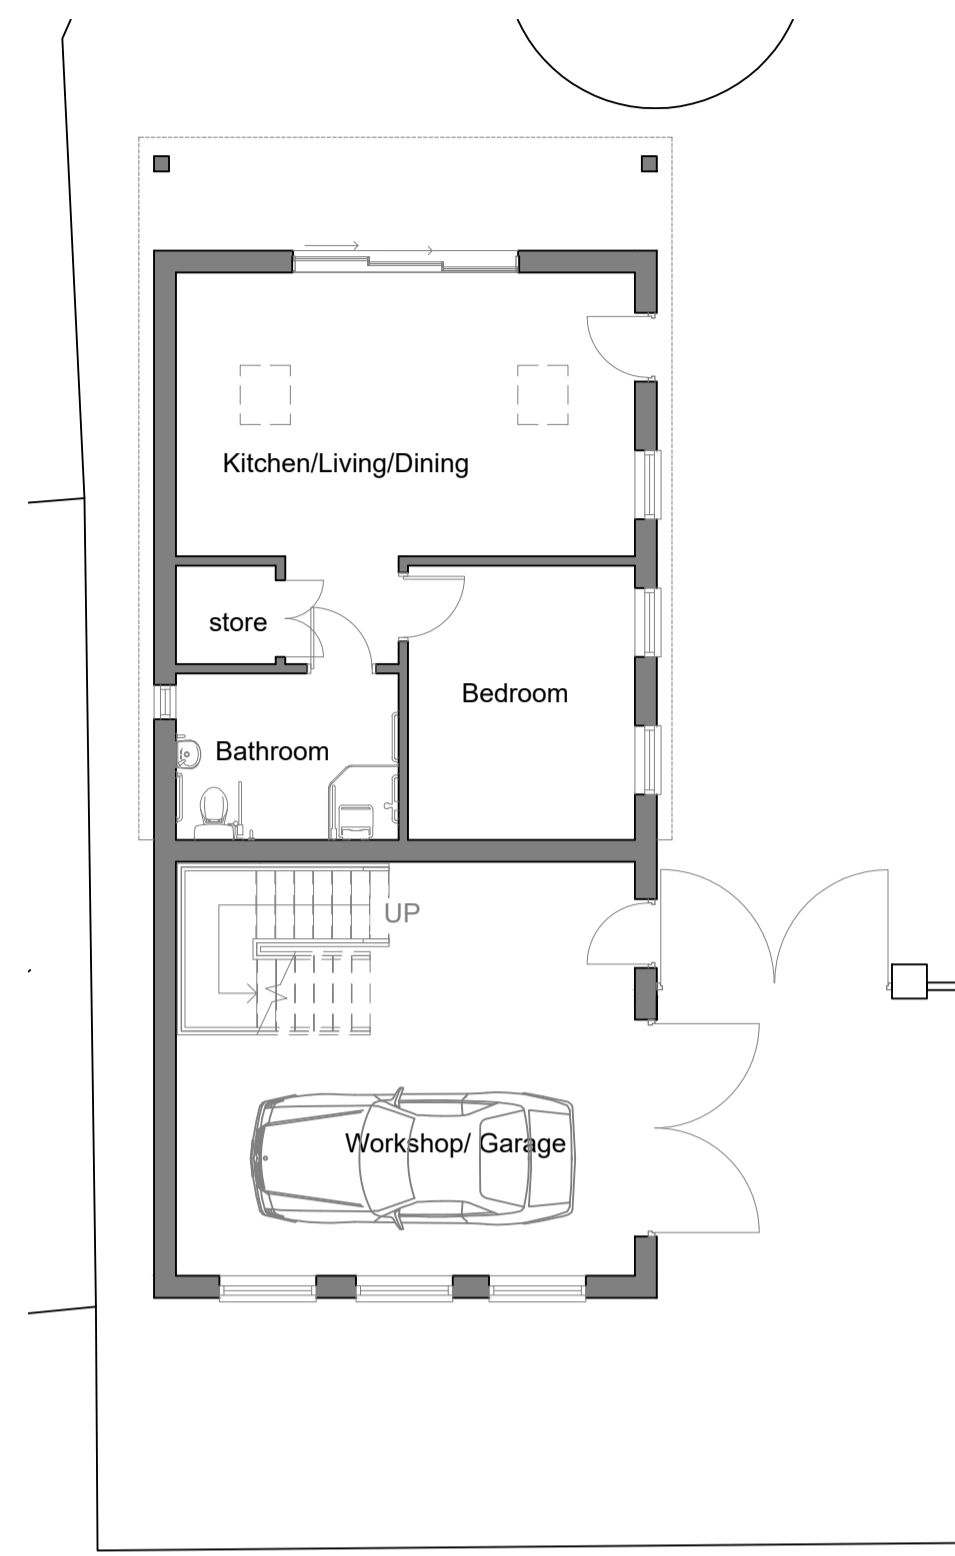 Kitchen/Living/Dining
store
Bedroom
Bathroom
UP
Workshop/ Garage